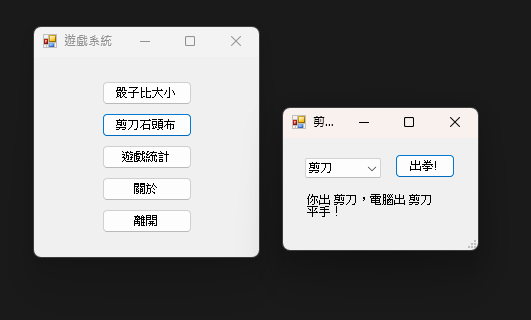 遊戲系統
骰子比大小
剪刀石頭布
遊戲統計
關於
離開
剪...
剪刀
出拳!
你出 剪刀，電腦出 剪刀
平手！